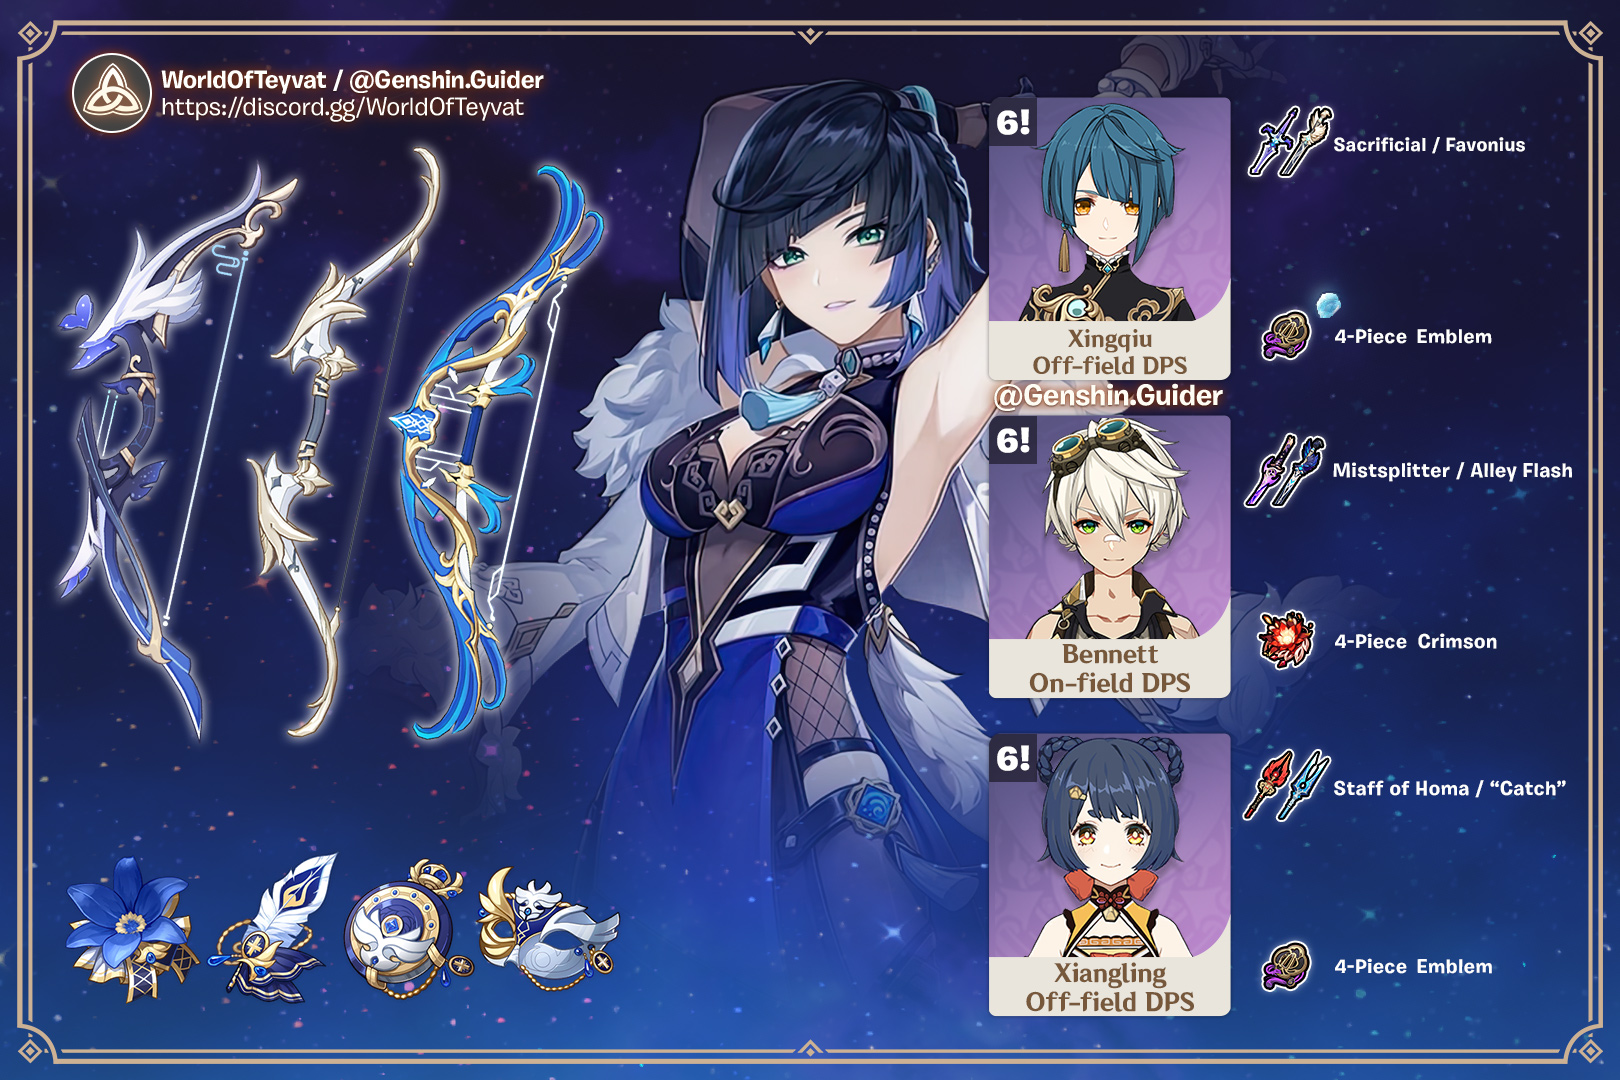 WorldOfTeyvat / @Genshin.Guider
https://discord.gg/WorldOfTeyvat
6!
Xingqiu
Off-field DPS
Sacrificial / Favonius
4-Piece Emblem
@Genshin.Guider
6!
Bennett
On-field DPS
Mistsplitter / Alley Flash
4-Piece Crimson
6!
Xiangling
Off-field DPS
Staff of Homa / “Catch”
4-Piece Emblem